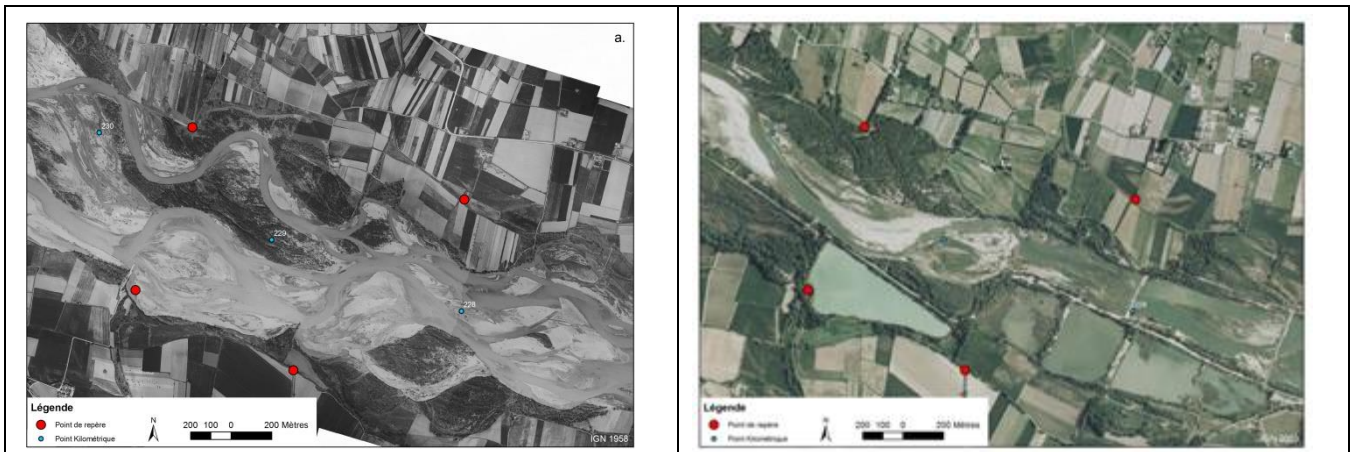 a.
230
229
228
Légende
Point de repère
Point Kilométrique
N
200 100 0 200 Mètres
IGN 1958
Légende
Point de repère
Point Kilométrique
N
200 100 0 200 Mètres